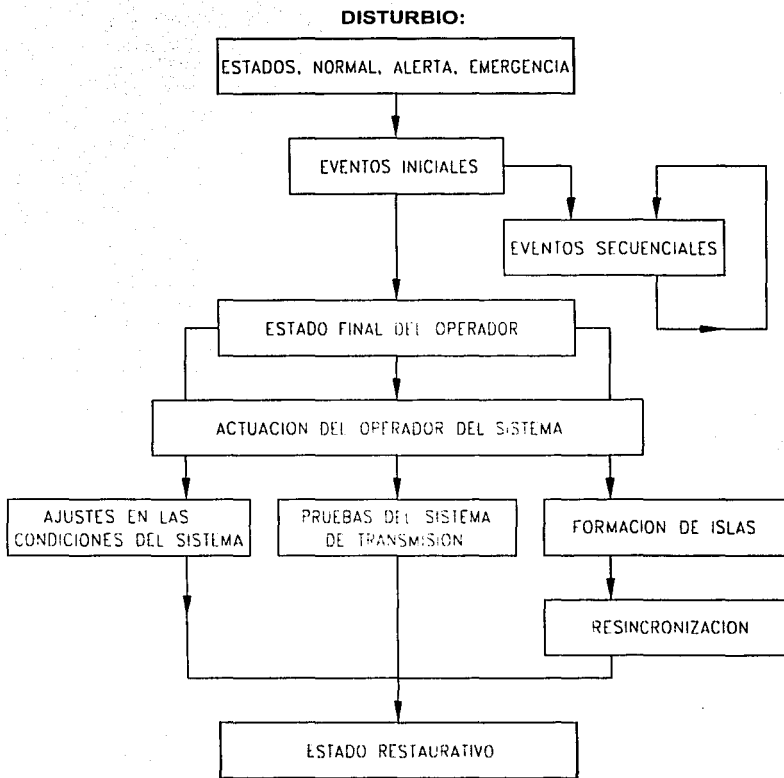 DISTURBIO:
ESTADOS, NORMAL, ALERTA, EMERGENCIA
EVENTOS INICIALES
EVENTOS SECUENCIALES
ESTADO FINAL DEL OPERADOR
ACTUACION DEL OPERADOR DEL SISTEMA
AJUSTES EN LAS
CONDICIONES DEL SISTEMA
PRUEBAS DEL SISTEMA
DE TRANSMISION
FORMACION DE ISLAS
RESINCRONIZACION
ESTADO RESTAURATIVO